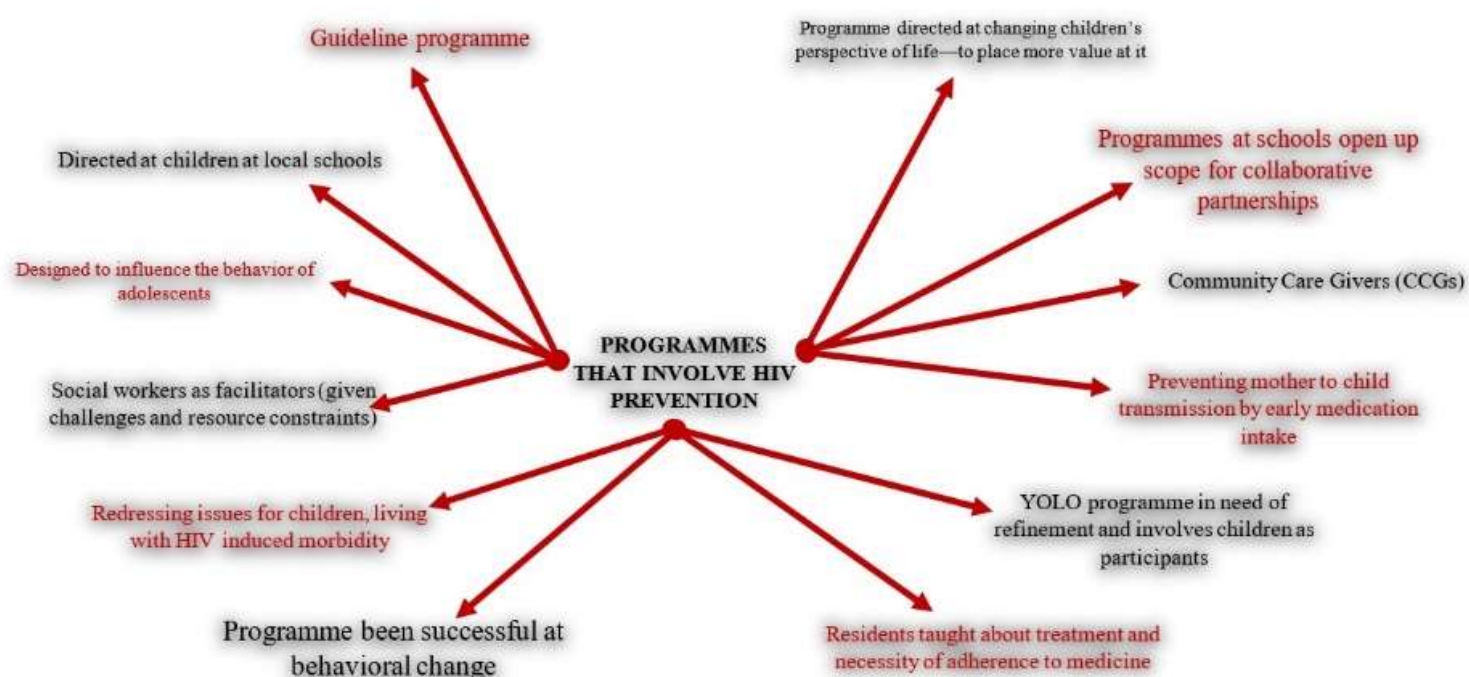 Guideline programme
Directed at children at local schools
Designed to influence the behavior of
adolescents
Social workers as facilitators (given
challenges and resource constraints)
Redressing issues for children, living
with HIV induced morbidity
Programme been successful at
behavioral change
PROGRAMMES
THAT INVOLVE HIV
PREVENTION
Programme directed at changing children's
perspective of life—to place more value at it
Programmes at schools open up
scope for collaborative
partnerships
Community Care Givers (CCGs)
Preventing mother to child
transmission by early medication
intake
YOLO programme in need of
refinement and involves children as
participants
Residents taught about treatment and
necessity of adherence to medicine